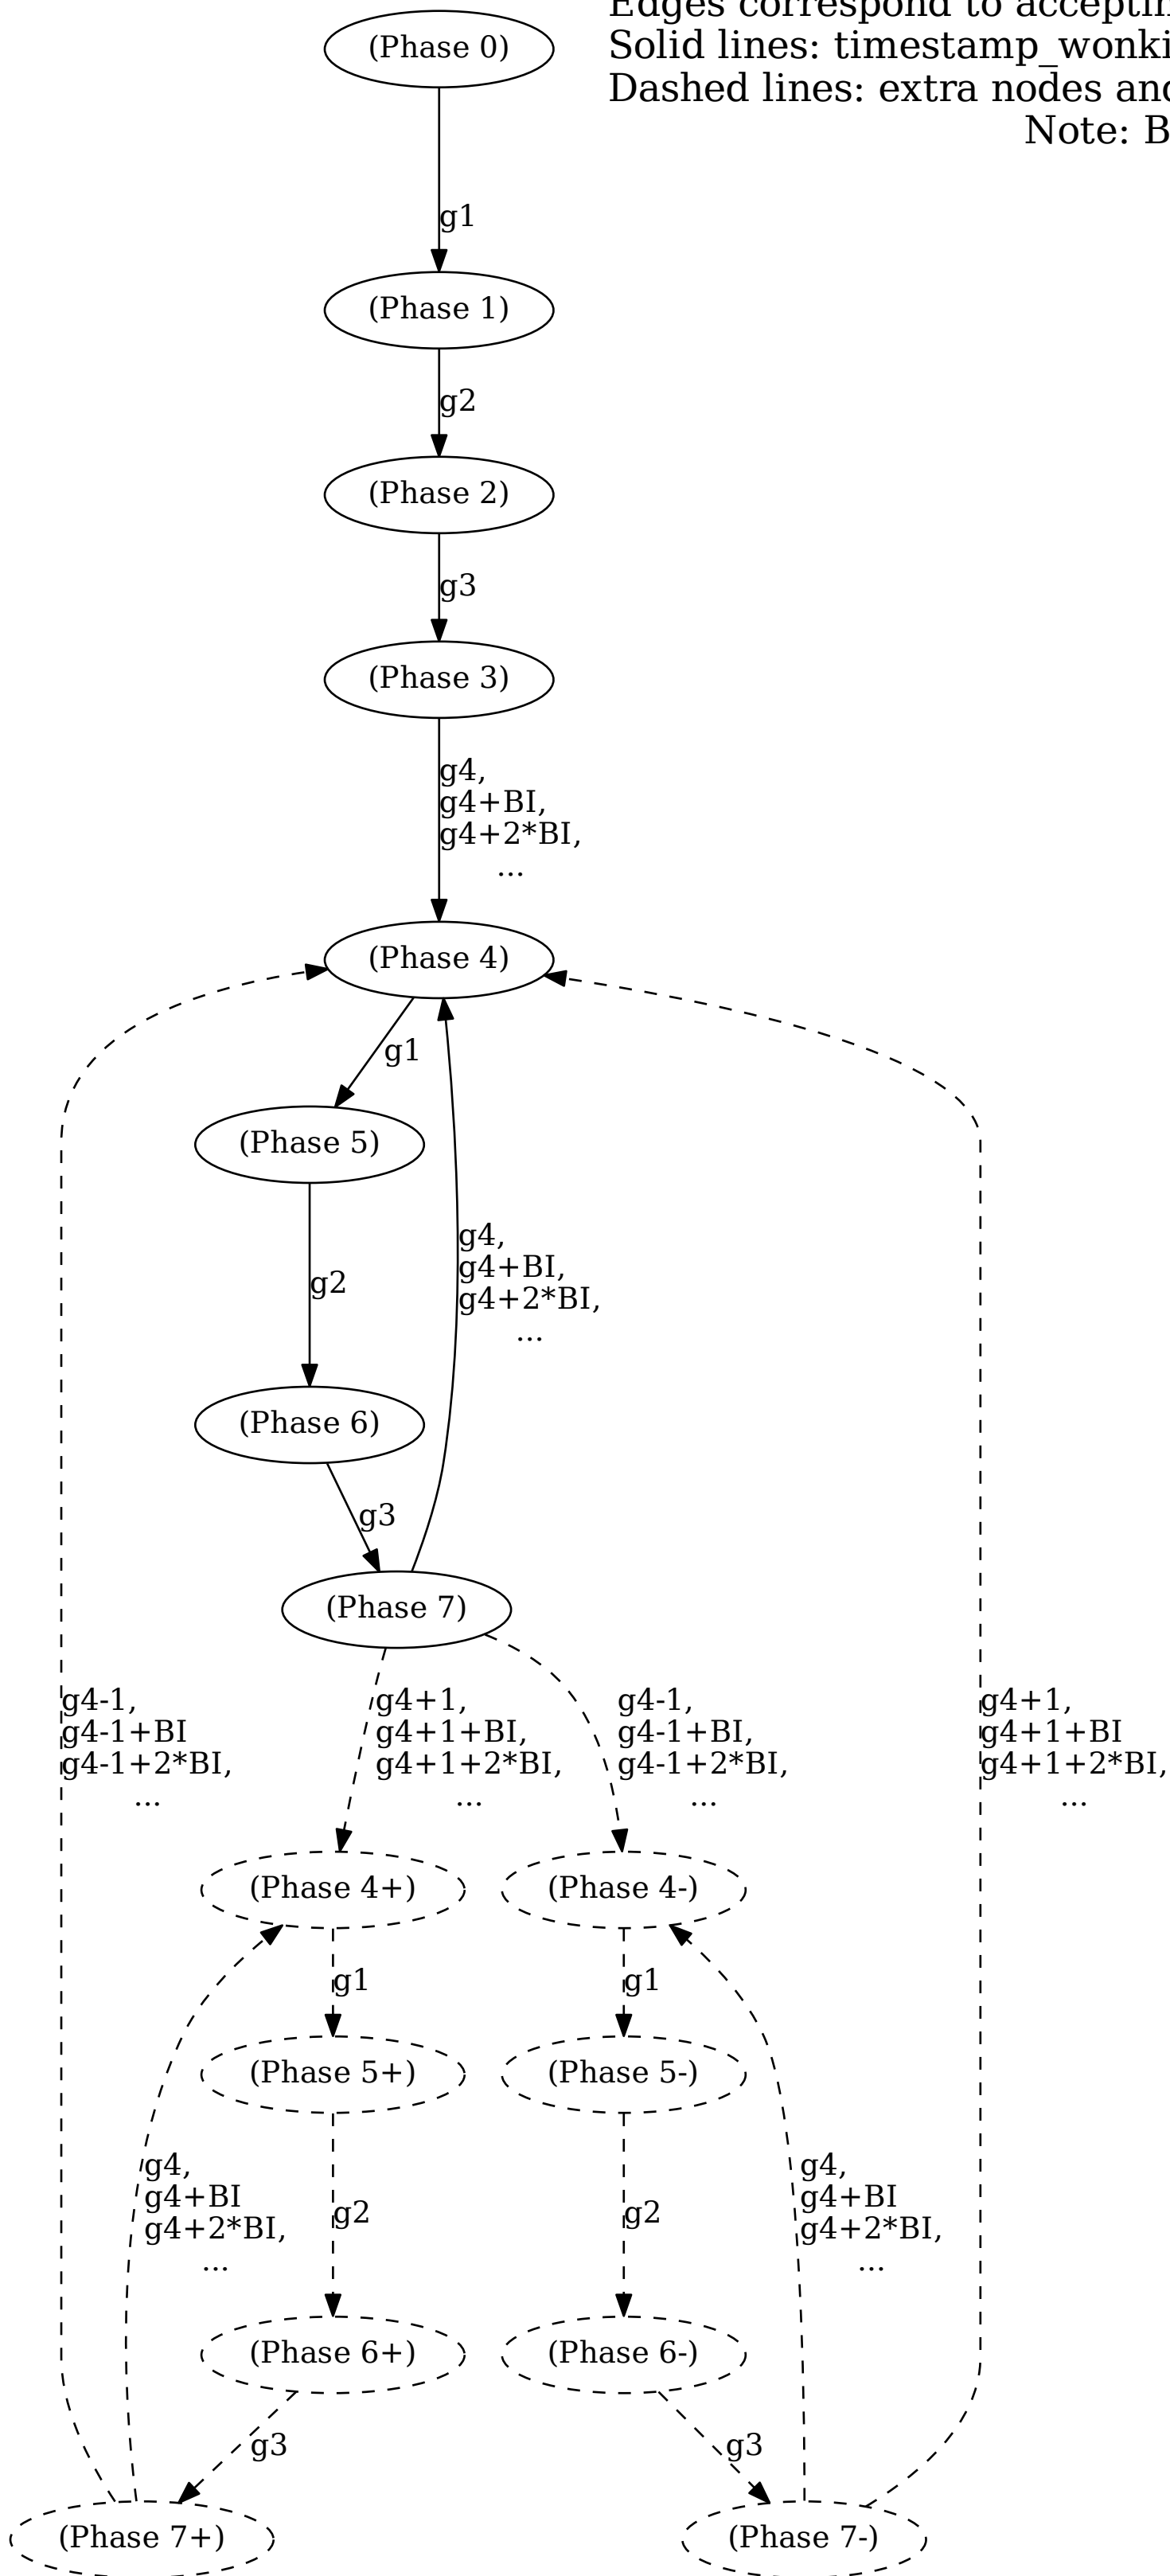 (Phase 0)
Edges correspond to
Solid lines:
Dashed lines: extra nodes
Note:
g1
(Phase 1)
g2
(Phase 2)
g3
(Phase 3)
g4,
g4+BI,
g4+2*BI,
...
(Phase 4)
g1
(Phase 5)
g4,
g4+BI,
g4+2*BI,
...
g2
(Phase 6)
g3
(Phase 7)
g4-1,
g4-1+BI
g4-1+2*BI,
...
g4+1,
g4+1+BI,
g4+1+2*BI,
...
g4-1,
g4-1+BI,
g4-1+2*BI,
...
g4+1,
g4+1+BI
g4+1+2*BI,
...
(Phase 4+)
(Phase 4-)
g1
g1
(Phase 5+)
(Phase 5-)
g4,
g4+BI
g4+2*BI,
...
g2
g2
g4,
g4+BI
g4+2*BI,
...
(Phase 6+)
(Phase 6-)
g3
g3
(Phase 7+)
(Phase 7-)